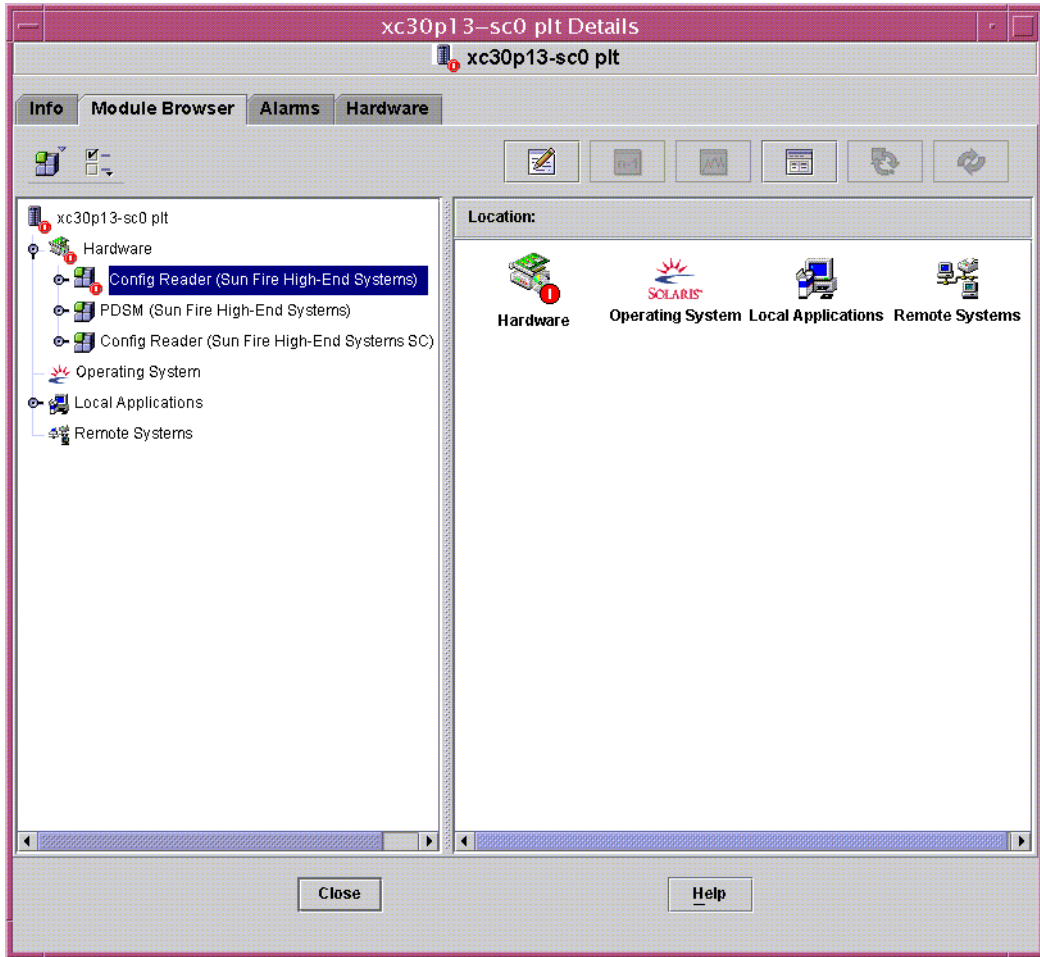 xc30p13–sc0 plt Details
xc30p13-sc0 plt
Info Module Browser Alarms Hardware
n-1
xc30p13-sc0 plt
Hardware
Config Reader (Sun Fire High-End Systems)
PDSM (Sun Fire High-End Systems)
Config Reader (Sun Fire High-End Systems SC)
Operating System
Local Applications
Remote Systems
Location:
SOLARIS
Hardware Operating System Local Applications Remote Systems
Close Help